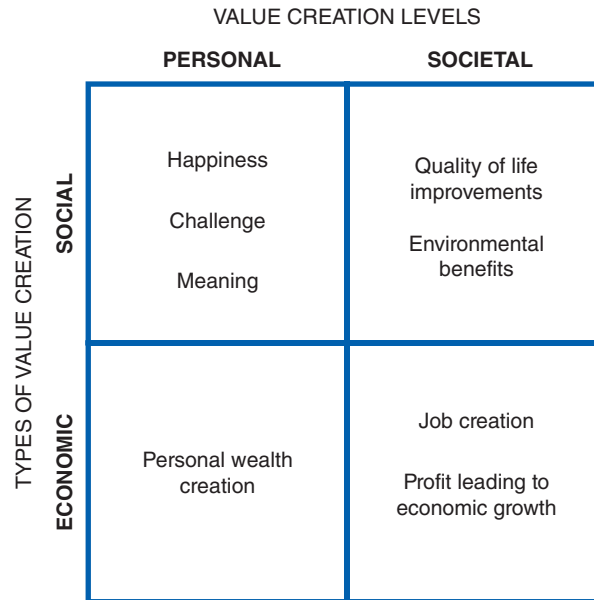 VALUE CREATION LEVELS
PERSONAL
SOCIETAL
TYPES OF VALUE CREATION
SOCIAL
Happiness
Challenge
Meaning
Quality of life
improvements
Environmental
benefits
ECONOMIC
Personal wealth
creation
Job creation
Profit leading to
economic growth